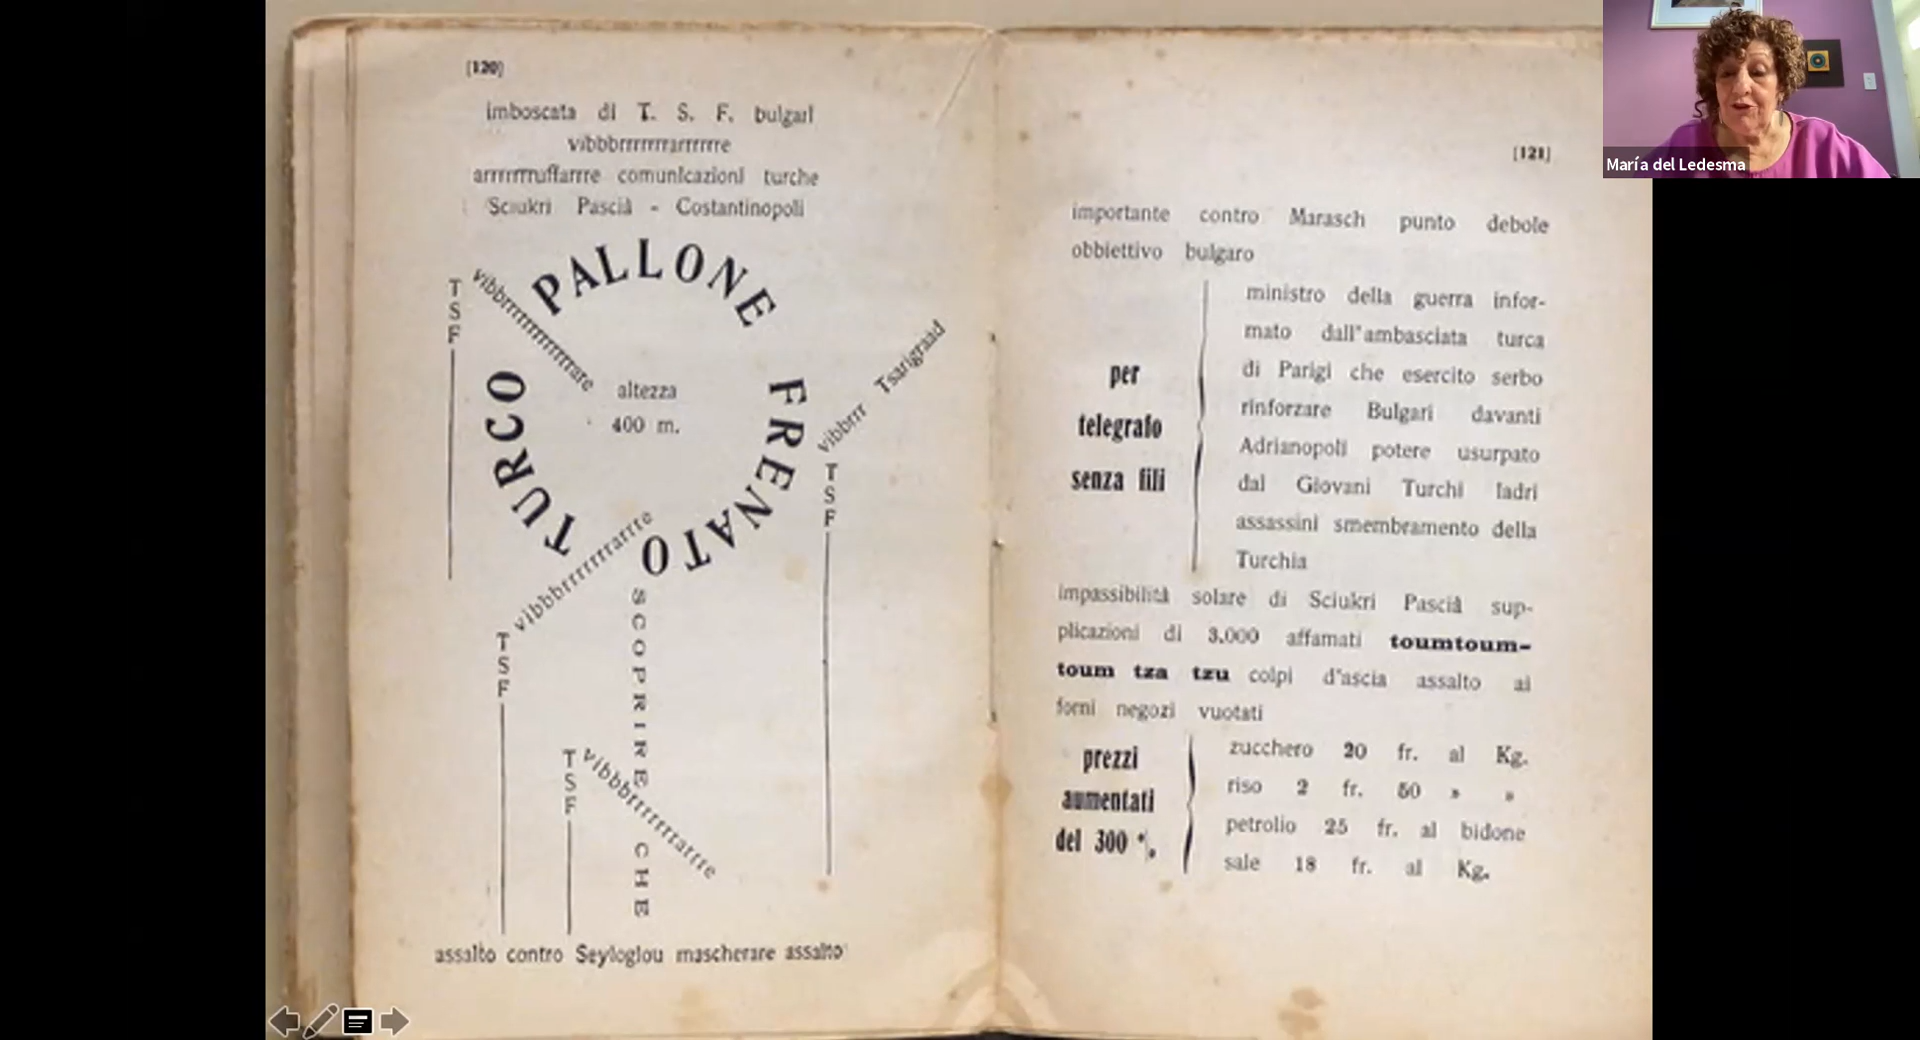 [120]
imboscata di T. S. F. bulgari
vibbbrrrrrrrarrrrrre
arrrrrruffarrre comunicazioni turche
Sciukri Pascià - Costantinopoli
PALLONE FRENATO TURCO
TSF
vibbrrrrrrrrrrrrrare
altezza
400 m.
TSF
vibbrrr Tsarigraad
TSF
vibbbrrrrrrrarrrte
SCOPRIRE CHE
TSF
vibbbrrrrrrrarrre
assalto contro Seyloglou mascherare assalto
[121]
importante contro Marasch punto debole
obbiettivo bulgaro
per
telegrafo
senza fili
ministro della guerra infor-
mato dall'ambasciata turca
di Parigi che esercito serbo
rinforzare Bulgari davanti
Adrianopoli potere usurpato
dai Giovani Turchi ladri
assassini smembramento della
Turchia
impassibilità solare di Sciukri Pascià sup-
plicazioni di 3.000 affamati toumtoum-
toum tza tzu colpi d'ascia assalto ai
forni negozi vuotati
prezzi
aumentati
del 300 %
zucchero 20 fr. al Kg.
riso 2 fr. 50 » »
petrolio 25 fr. al bidone
sale 18 fr. al Kg.
María del Ledesma